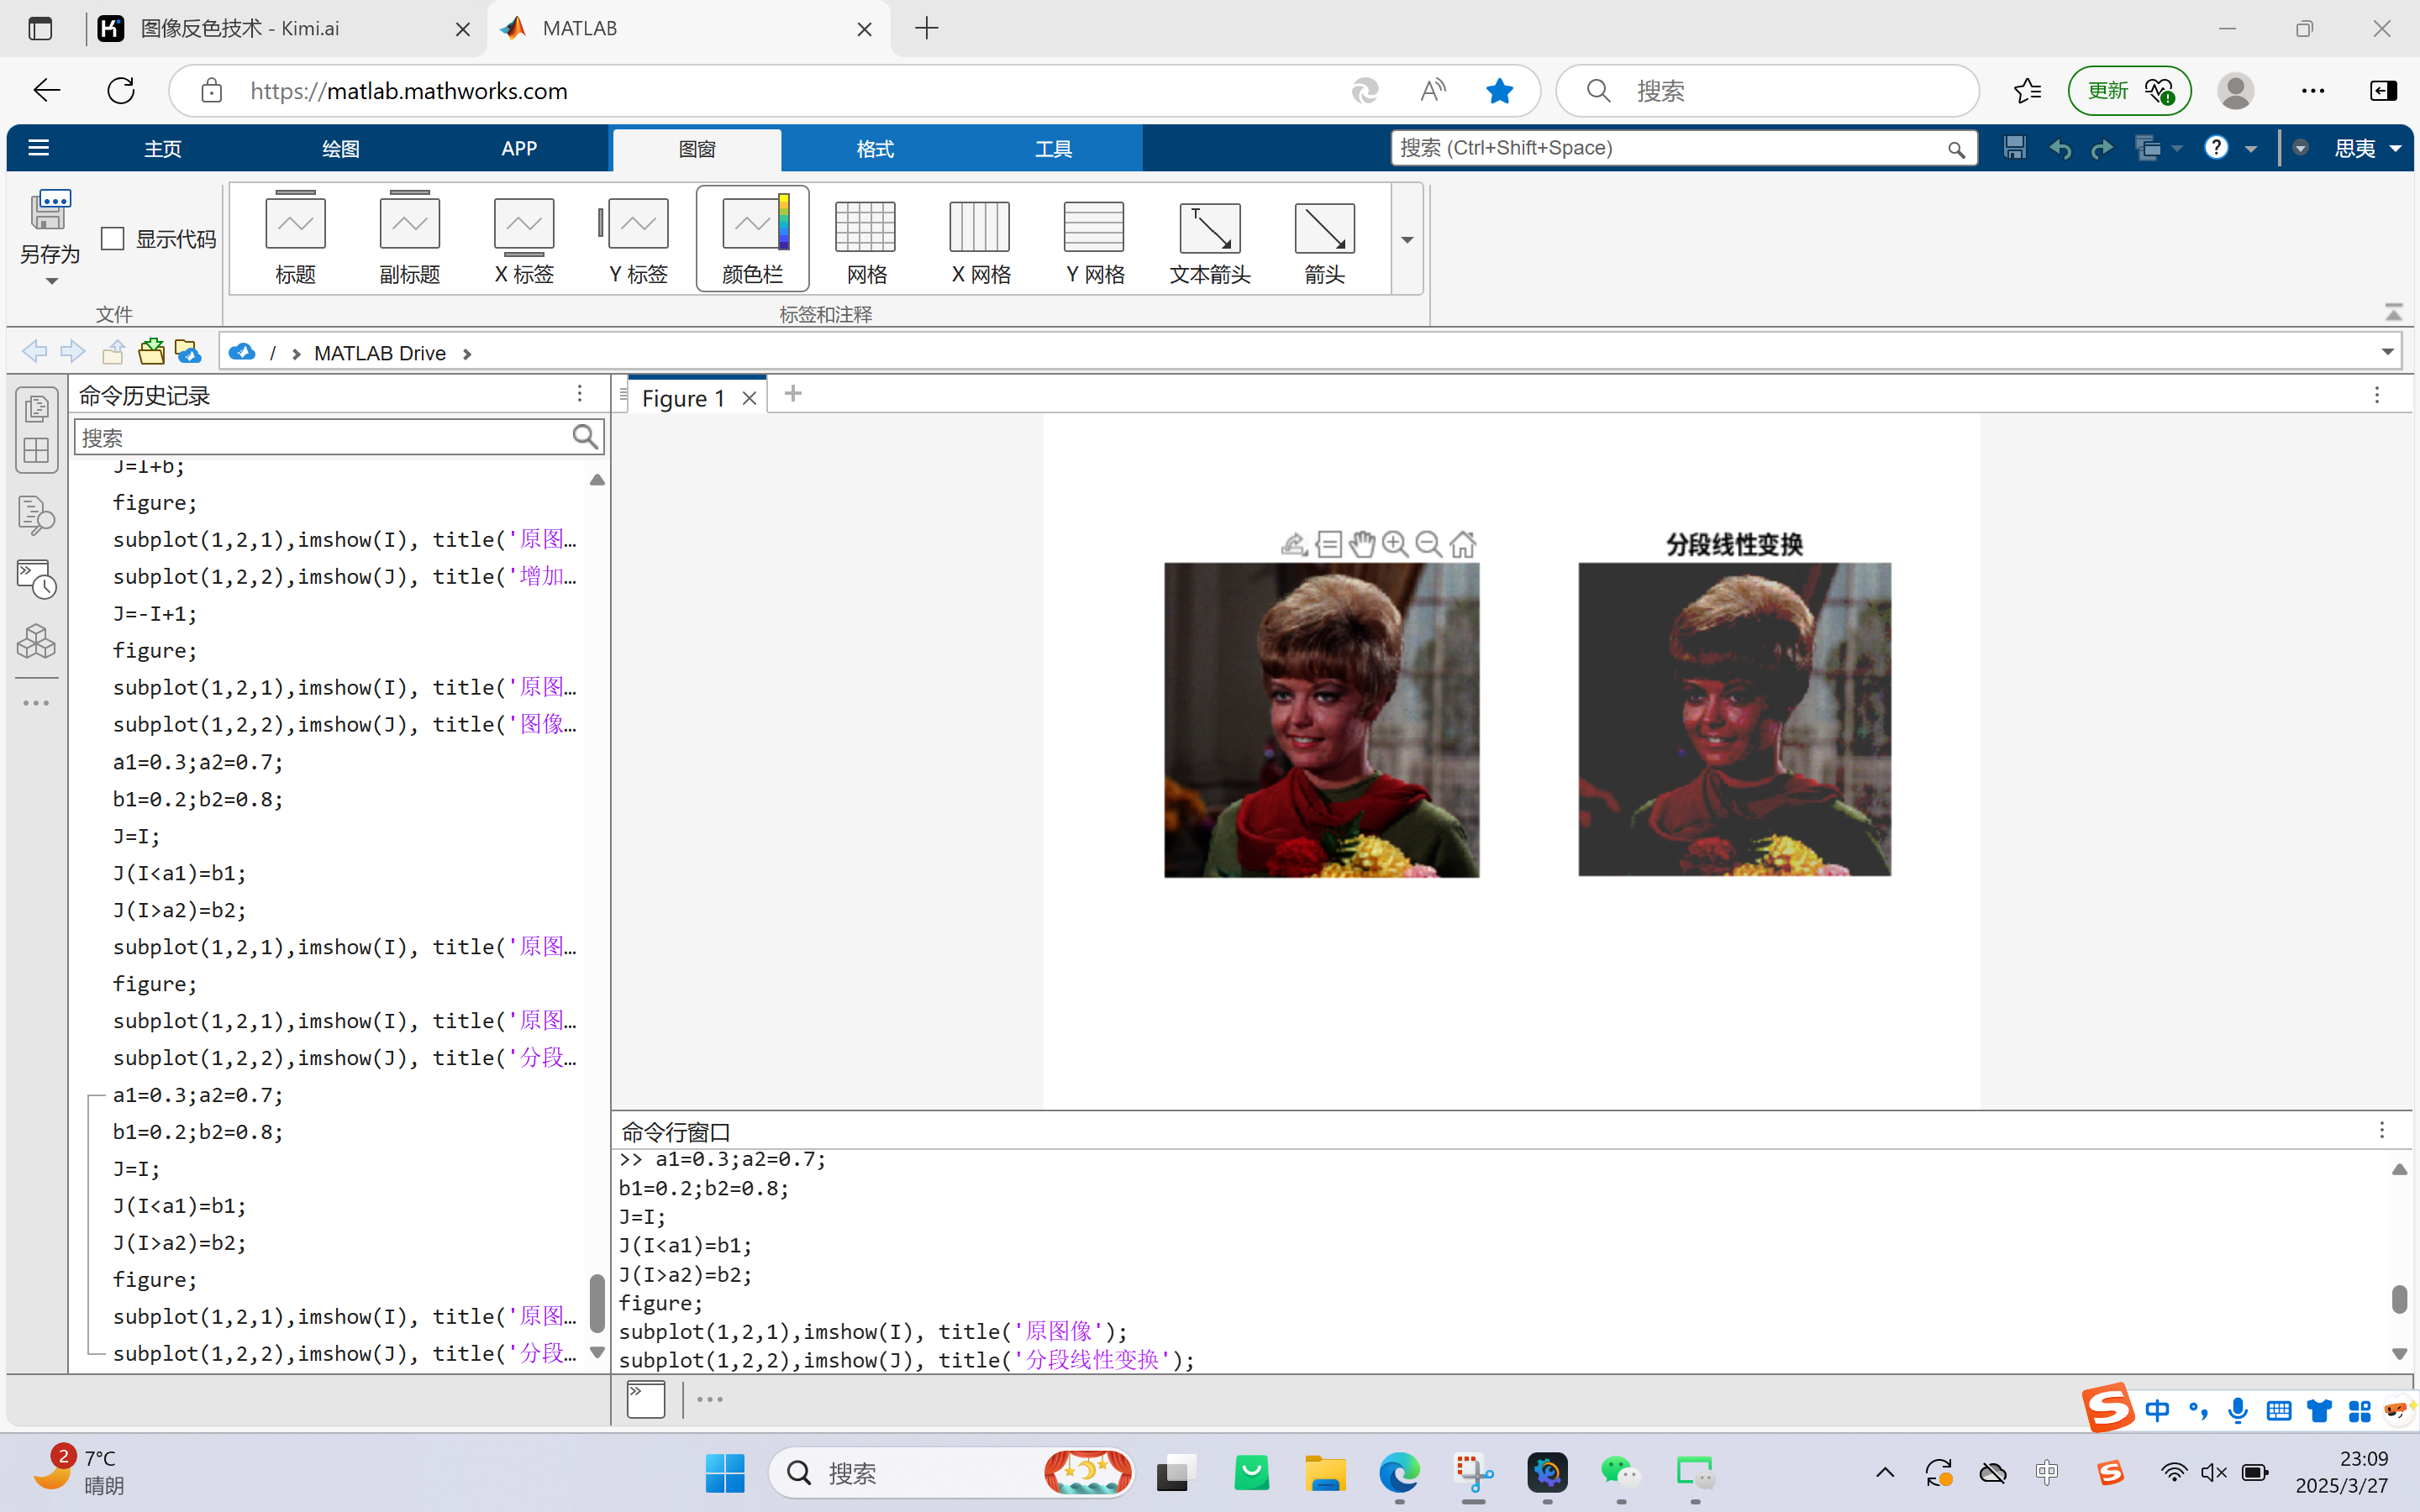 图像反色技术 - Kimi.ai
MATLAB
https://matlab.mathworks.com
搜索
更新
主页
绘图
APP
图窗
格式
工具
搜索 (Ctrl+Shift+Space)
思夷
另存为
显示代码
文件
标题
副标题
X 标签
Y 标签
颜色栏
网格
X 网格
Y 网格
文本箭头
箭头
标签和注释
/ › MATLAB Drive ›
命令历史记录
搜索
J=I+b;
figure;
subplot(1,2,1),imshow(I), title('原图…
subplot(1,2,2),imshow(J), title('增加…
J=-I+1;
figure;
subplot(1,2,1),imshow(I), title('原图…
subplot(1,2,2),imshow(J), title('图像…
a1=0.3;a2=0.7;
b1=0.2;b2=0.8;
J=I;
J(I<a1)=b1;
J(I>a2)=b2;
subplot(1,2,1),imshow(I), title('原图…
figure;
subplot(1,2,1),imshow(I), title('原图…
subplot(1,2,2),imshow(J), title('分段…
a1=0.3;a2=0.7;
b1=0.2;b2=0.8;
J=I;
J(I<a1)=b1;
J(I>a2)=b2;
figure;
subplot(1,2,1),imshow(I), title('原图…
subplot(1,2,2),imshow(J), title('分段…
Figure 1
分段线性变换
命令行窗口
>> a1=0.3;a2=0.7;
b1=0.2;b2=0.8;
J=I;
J(I<a1)=b1;
J(I>a2)=b2;
figure;
subplot(1,2,1),imshow(I), title('原图像');
subplot(1,2,2),imshow(J), title('分段线性变换');
中
2
7°C
晴朗
搜索
中
23:09
2025/3/27